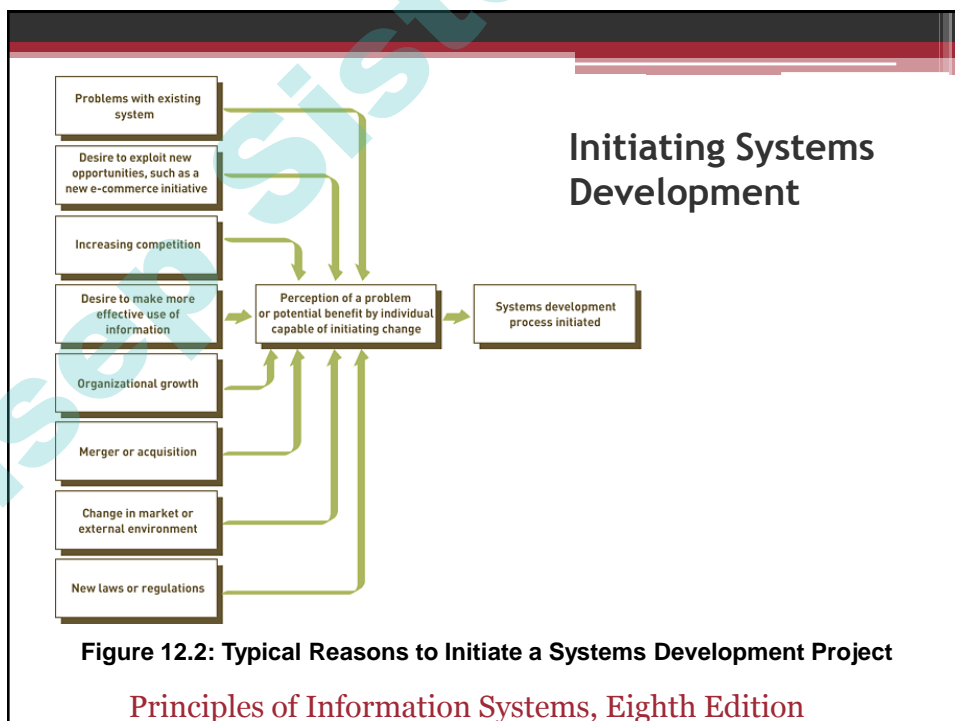 Initiating Systems
Development
Problems with existing
system
Desire to exploit new
opportunities, such as a
new e-commerce initiative
Increasing competition
Desire to make more
effective use of
information
Organizational growth
Merger or acquisition
Change in market or
external environment
New laws or regulations
Perception of a problem
or potential benefit by individual
capable of initiating change
Systems development
process initiated
Figure 12.2: Typical Reasons to Initiate a Systems Development Project
Principles of Information Systems, Eighth Edition